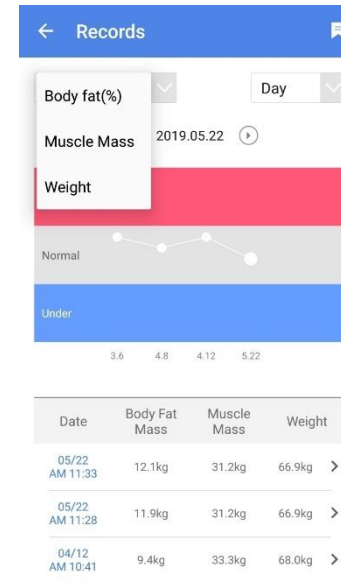 Records
Body fat(%)
Day
Muscle Mass
2019.05.22
Weight
Normal
Under
3.6 4.8 4.12 5.22
Date Body Fat Mass Muscle Mass Weight
05/22 AM 11:33 12.1kg 31.2kg 66.9kg
05/22 AM 11:28 11.9kg 31.2kg 66.9kg
04/12 AM 10:41 9.4kg 33.3kg 68.0kg